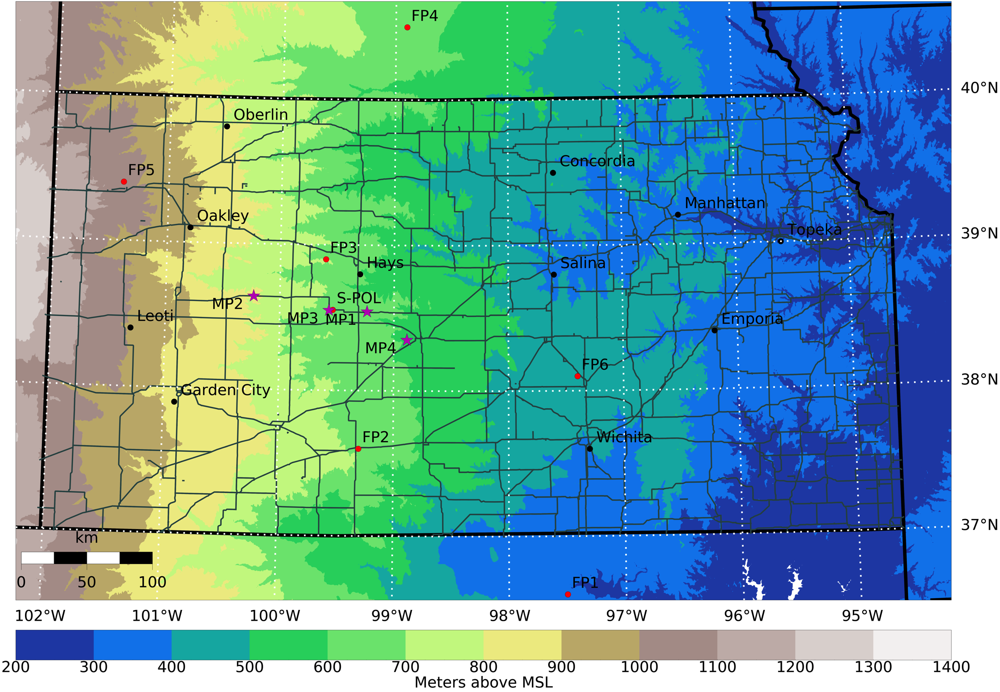 FP4
40°N
Oberlin
Concordia
FP5
Manhattan
Oakley
Topeka
39°N
FP3
Hays
Salina
S-POL
MP2
Leoti
MP3
MP1
Emporia
MP4
FP6
38°N
Garden City
FP2
Wichita
37°N
km
0 50 100
FP1
102°W 101°W 100°W 99°W 98°W 97°W 96°W 95°W
200 300 400 500 600 700 800 900 1000 1100 1200 1300 1400
Meters above MSL